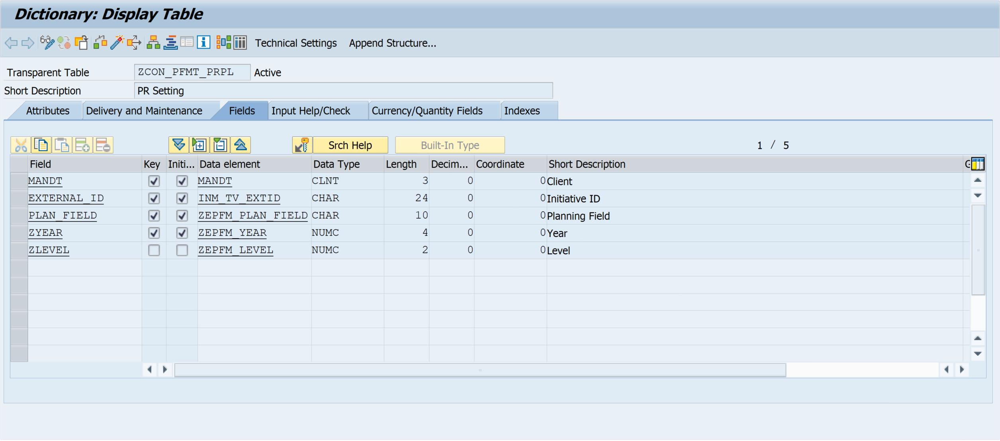 Dictionary: Display Table
Technical Settings Append Structure...
Transparent Table ZCON_PFMT_PRPL Active
Short Description PR Setting
Attributes Delivery and Maintenance Fields Input Help/Check Currency/Quantity Fields Indexes
Srch Help Built-In Type 1 / 5
Field Key Initi... Data element Data Type Length Decim... Coordinate Short Description G
MANDT MANDT CLNT 3 0 0 Client
EXTERNAL_ID INM_TV_EXTID CHAR 24 0 0 Initiative ID
PLAN_FIELD ZEPFM_PLAN_FIELD CHAR 10 0 0 Planning Field
ZYEAR ZEPFM_YEAR NUMC 4 0 0 Year
ZLEVEL ZEPFM_LEVEL NUMC 2 0 0 Level